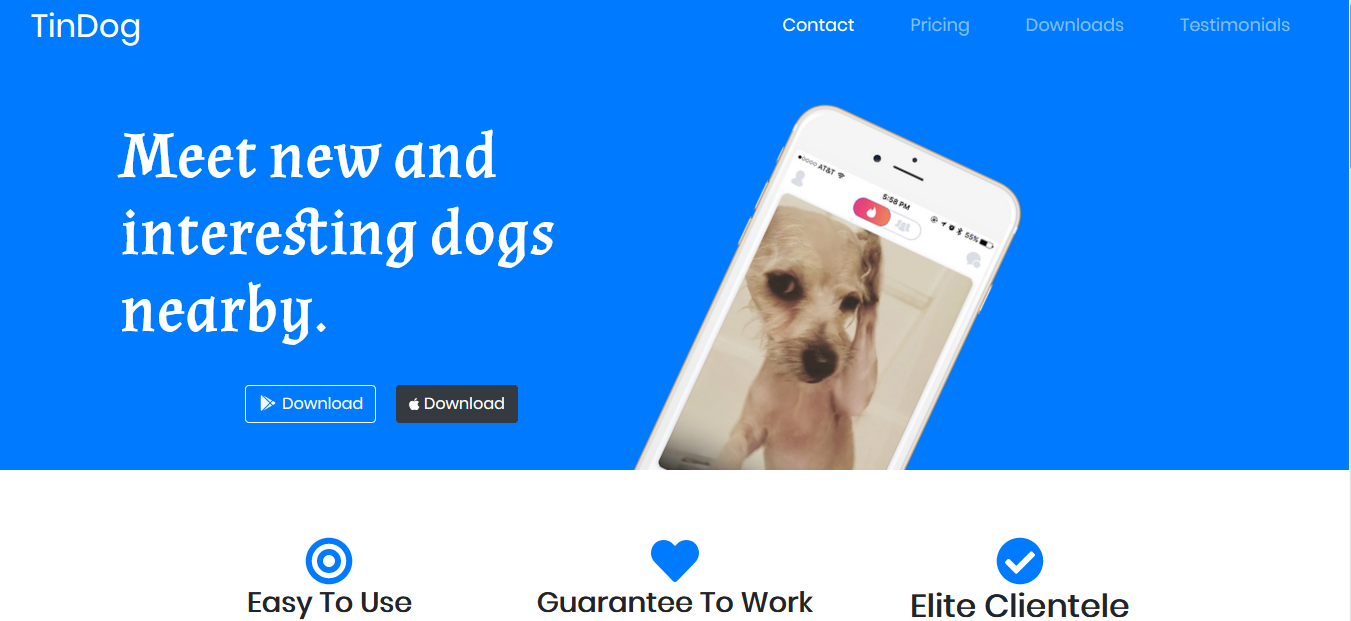 TinDog
Contact Pricing Downloads Testimonials
Meet new and
interesting dogs
nearby.
Download Download
AT&T 5:58 PM 55%
Easy To Use Guarantee To Work Elite Clientele